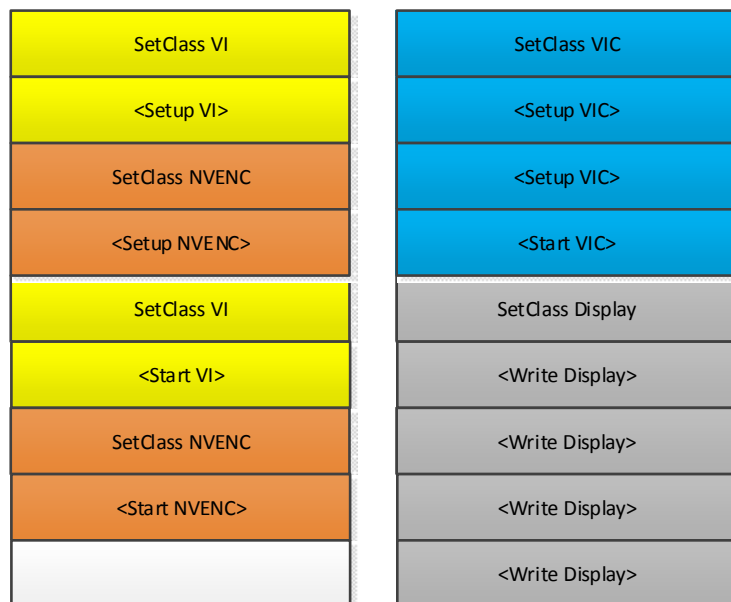 SetClass VI
<Setup VI>
SetClass NVENC
<Setup NVENC>
SetClass VI
<Start VI>
SetClass NVENC
<Start NVENC>
SetClass VIC
<Setup VIC>
<Setup VIC>
<Start VIC>
SetClass Display
<Write Display>
<Write Display>
<Write Display>
<Write Display>